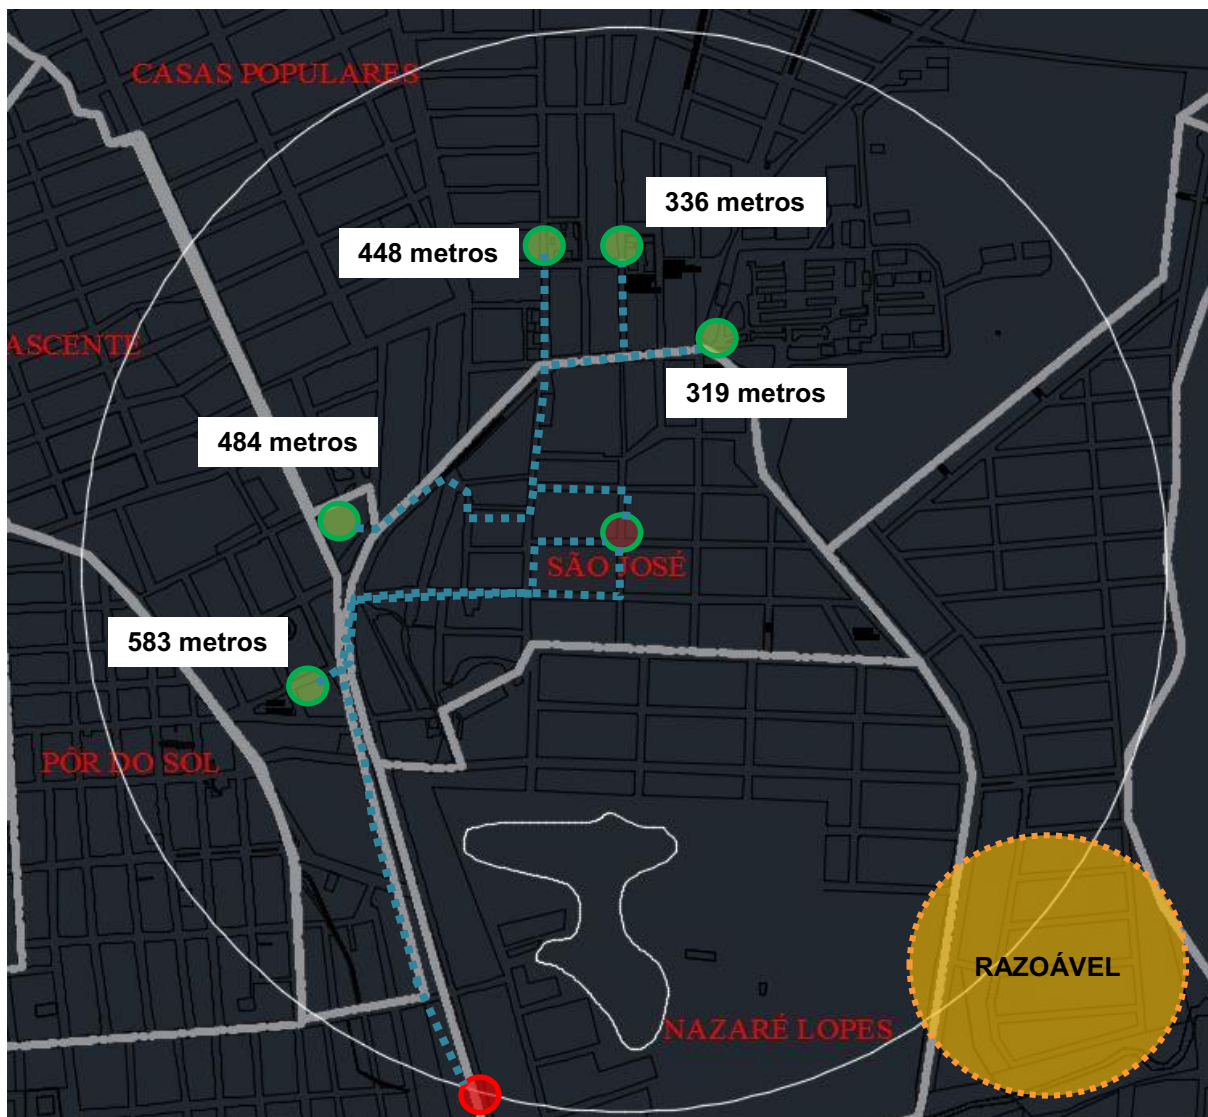 CASAS POPULARES
336 metros
448 metros
ASCENTE
319 metros
484 metros
SÃO JOSÉ
583 metros
PÔR DO SOL
RAZOÁVEL
NAZARÉ LOPES